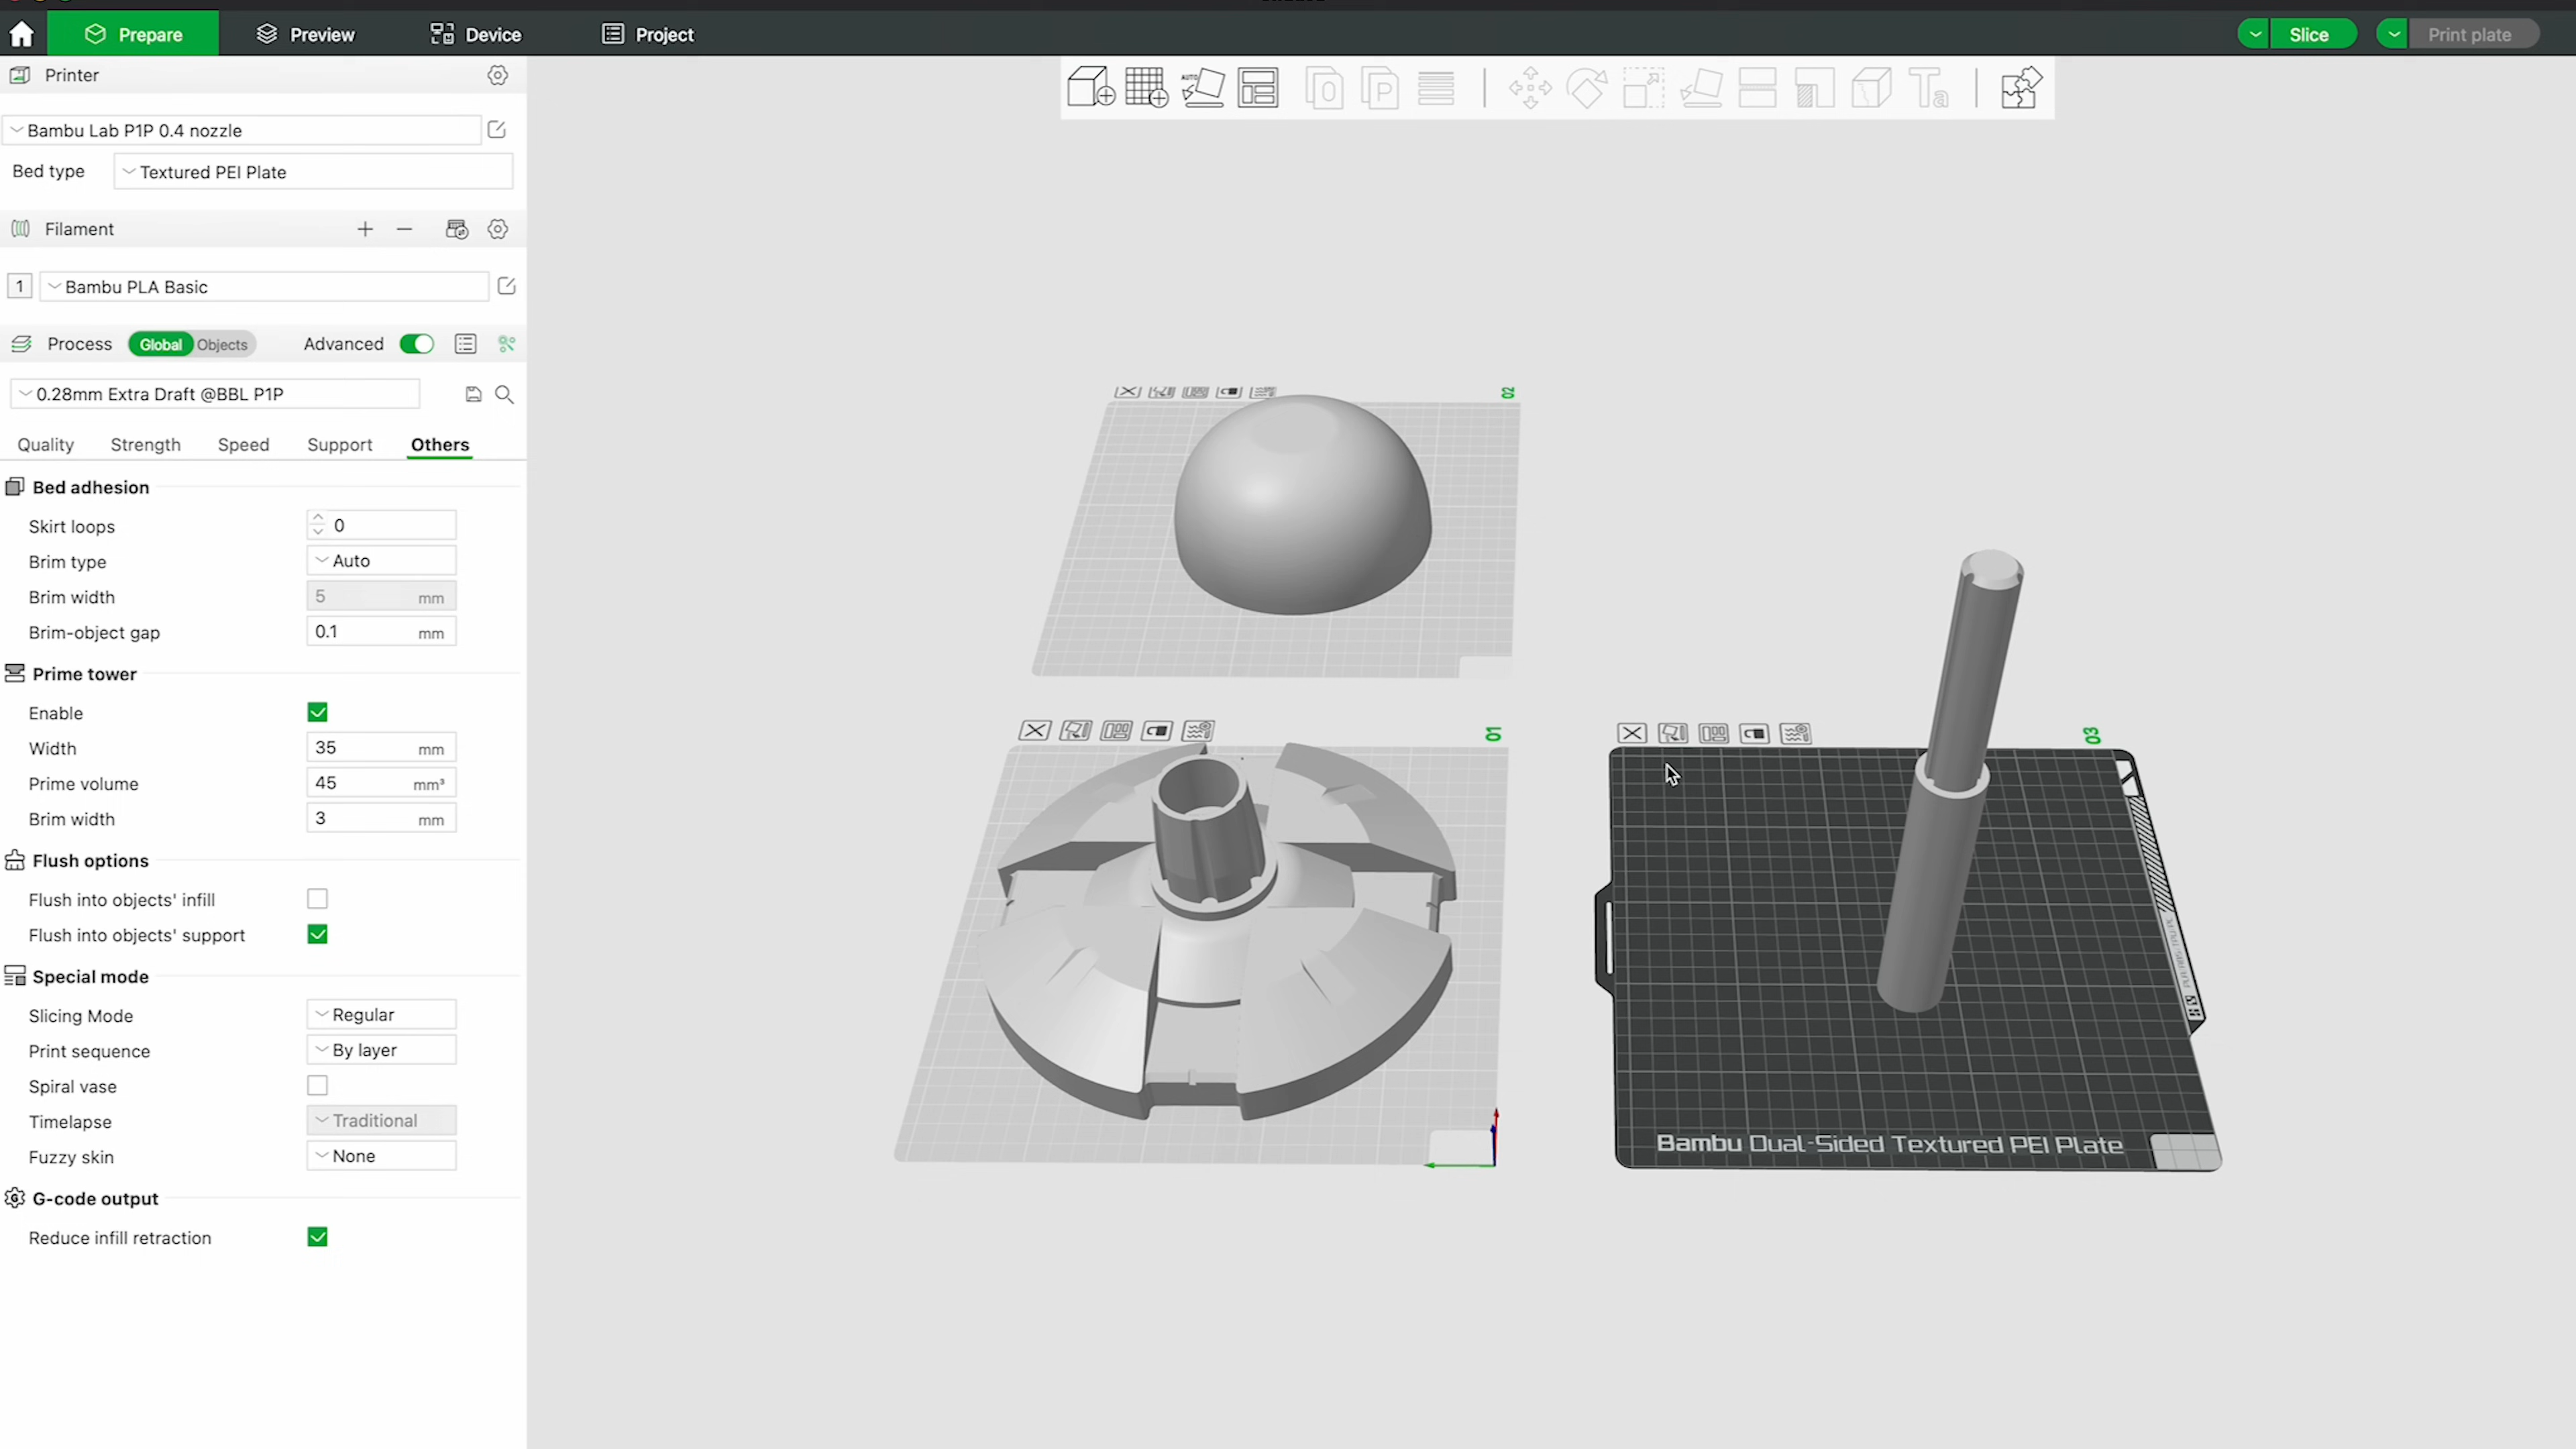 Prepare
Preview
Device
Project
Slice
Print plate
Printer
Bambu Lab P1P 0.4 nozzle
Bed type
Textured PEI Plate
Filament
1
Bambu PLA Basic
Process
Global
Objects
Advanced
0.28mm Extra Draft @BBL P1P
Quality
Strength
Speed
Support
Others
Bed adhesion
Skirt loops
0
Brim type
Auto
Brim width
5 mm
Brim-object gap
0.1 mm
Prime tower
Enable
Width
35 mm
Prime volume
45 mm³
Brim width
3 mm
Flush options
Flush into objects' infill
Flush into objects' support
Special mode
Slicing Mode
Regular
Print sequence
By layer
Spiral vase
Timelapse
Traditional
Fuzzy skin
None
G-code output
Reduce infill retraction
AUTO
O
P
Ta
02
01
03
Bambu Dual-Sided Textured PEI Plate